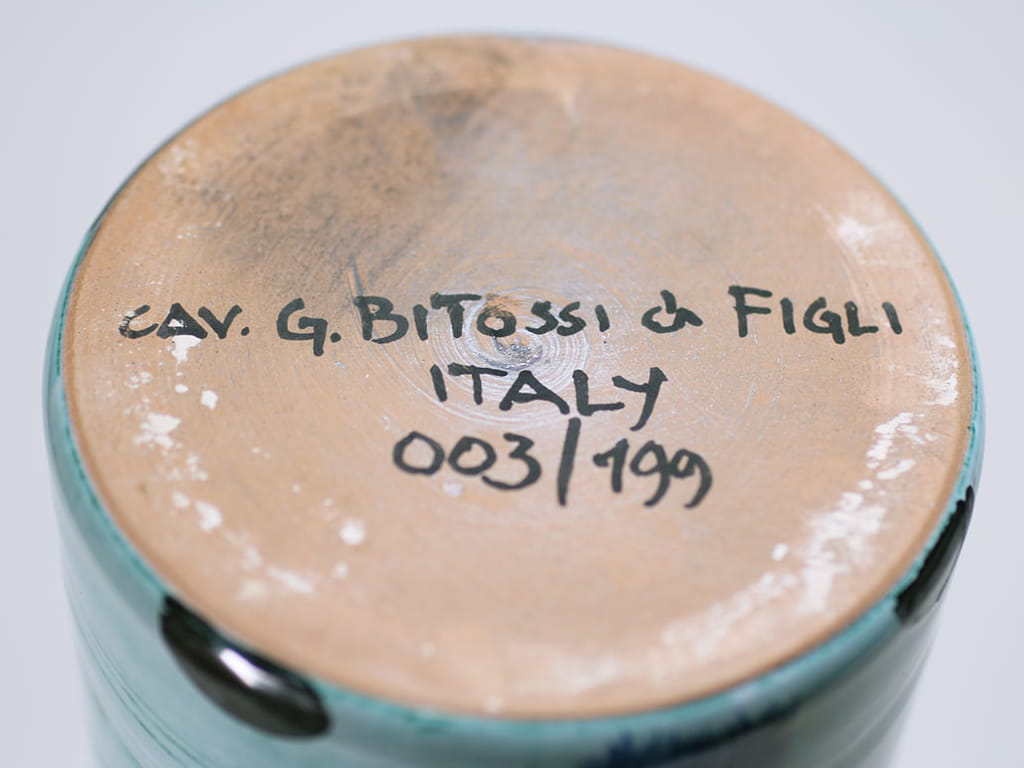 CAV. G. BITOSSI & FIGLI
ITALY
003/199